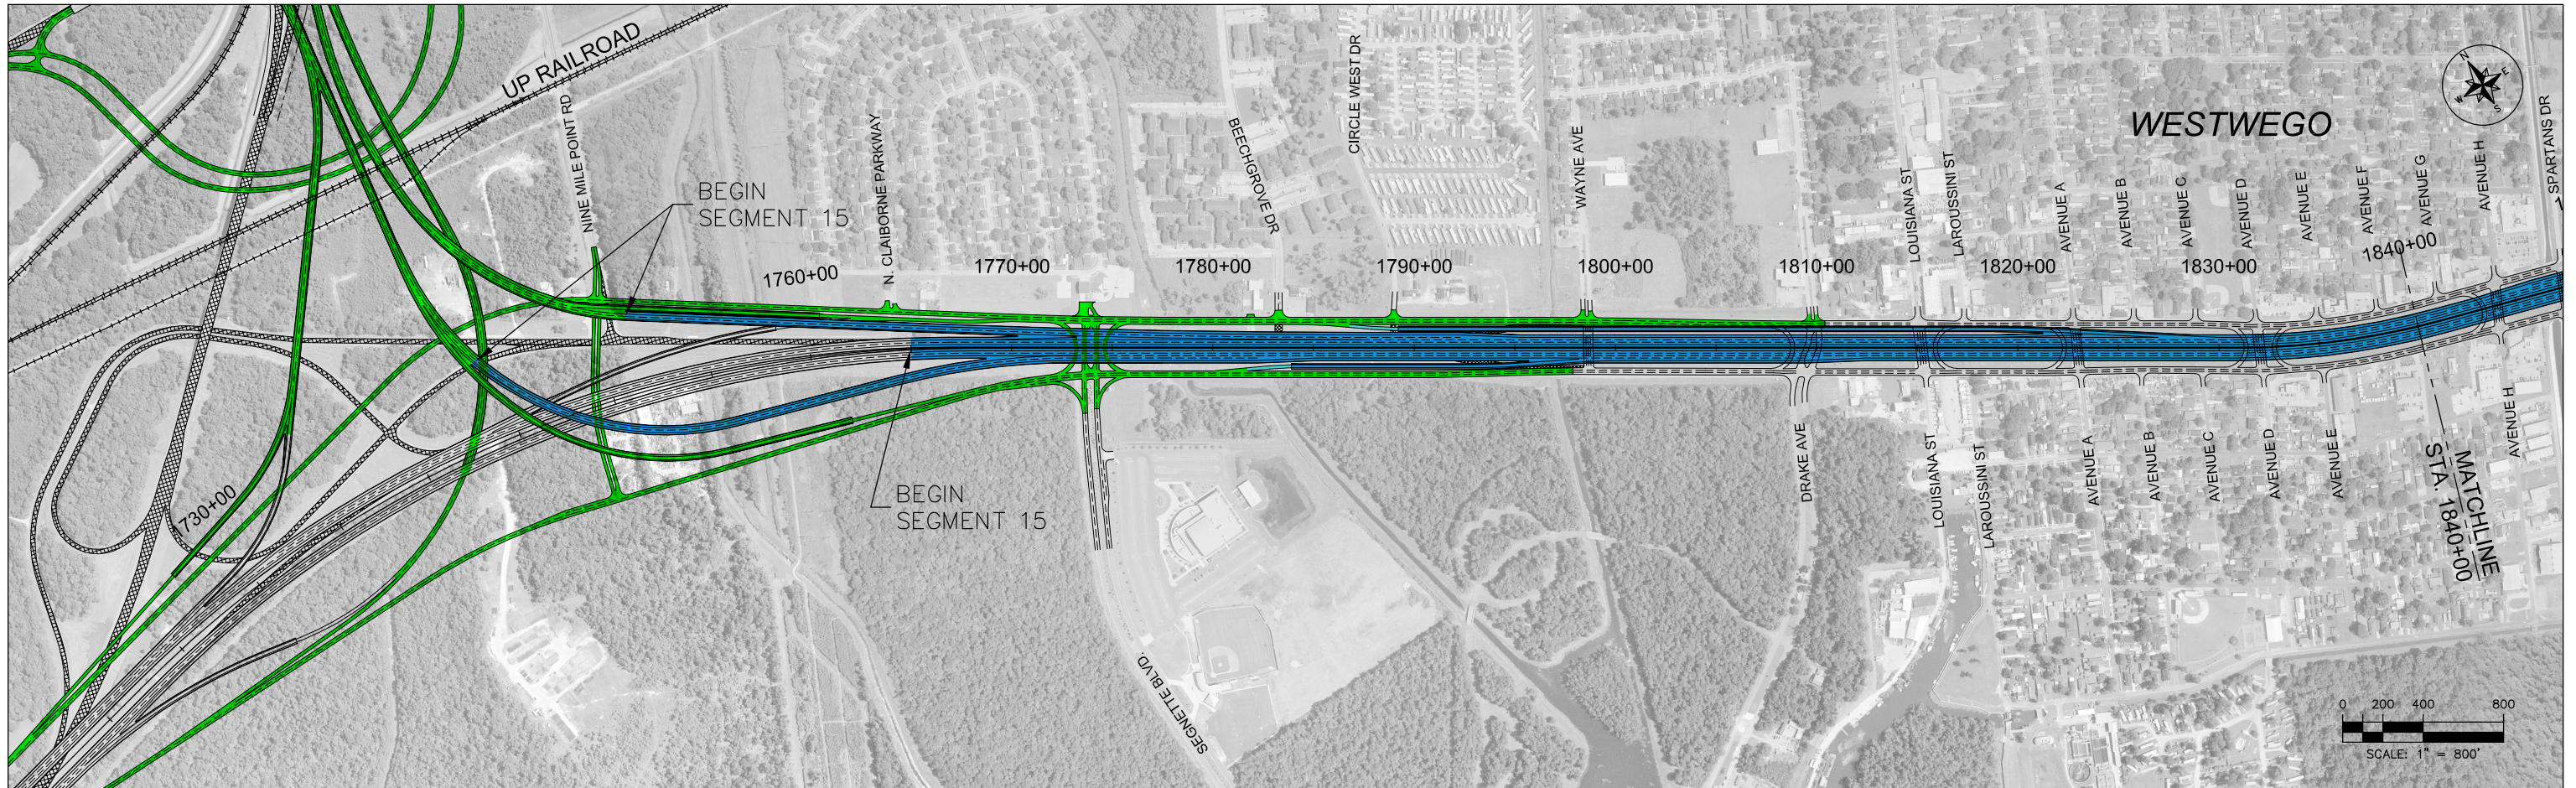 UP RAILROAD
NINE MILE POINT RD
BEGIN
SEGMENT 15
N. CLAIBORNE PARKWAY
BEECHGROVE DR
CIRCLE WEST DR
WAYNE AVE
LOUISIANA ST
LAROUSSINI ST
WESTWEGO
AVENUE A
AVENUE B
AVENUE C
AVENUE D
AVENUE E
AVENUE F
AVENUE G
AVENUE H
SPARTANS DR
N
E
S
W
1730+00
1760+00
1770+00
1780+00
1790+00
1800+00
1810+00
1820+00
1830+00
1840+00
BEGIN
SEGMENT 15
SEGNETTE BLVD.
DRAKE AVE
LOUISIANA ST
LAROUSSINI ST
AVENUE A
AVENUE B
AVENUE C
AVENUE D
AVENUE E
AVENUE H
MATCHLINE
STA. 1840+00
0 200 400 800
SCALE: 1" = 800'